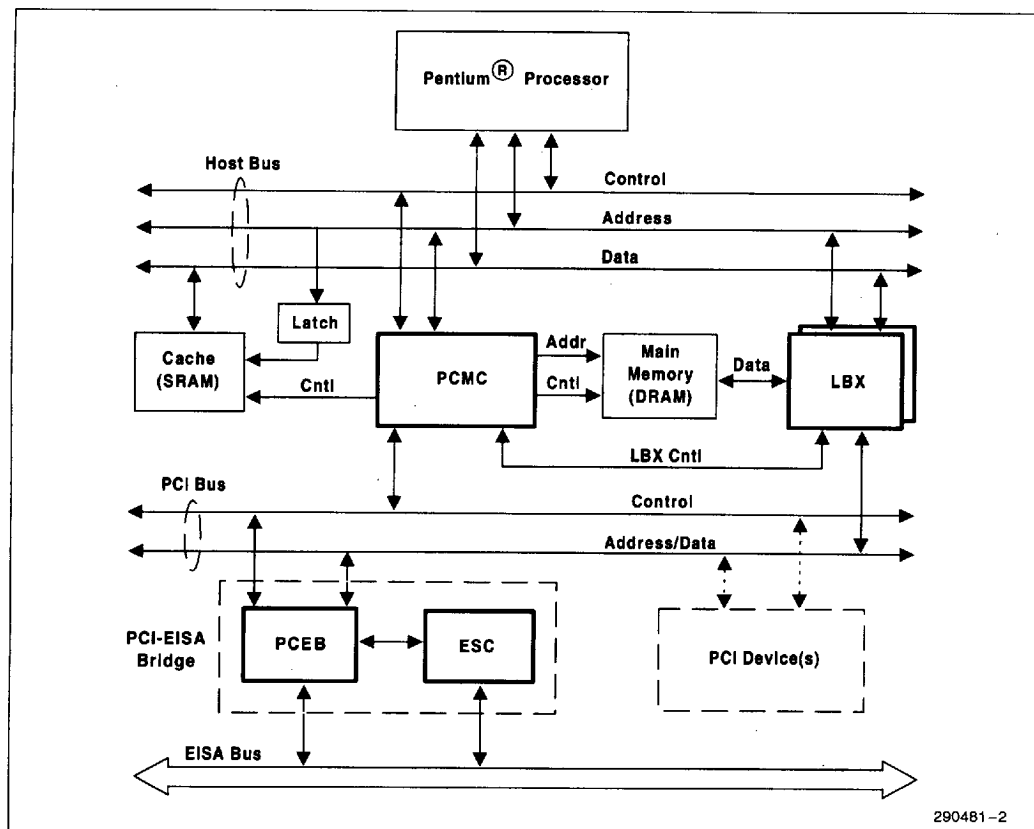 Pentium® Processor
Host Bus
Control
Address
Data
Latch
Cache
(SRAM)
Cntl
PCMC
Addr
Cntl
Main
Memory
(DRAM)
Data
LBX
LBX Cntl
PCI Bus
Control
Address/Data
PCI-EISA
Bridge
PCEB
ESC
PCI Device(s)
EISA Bus
290481-2